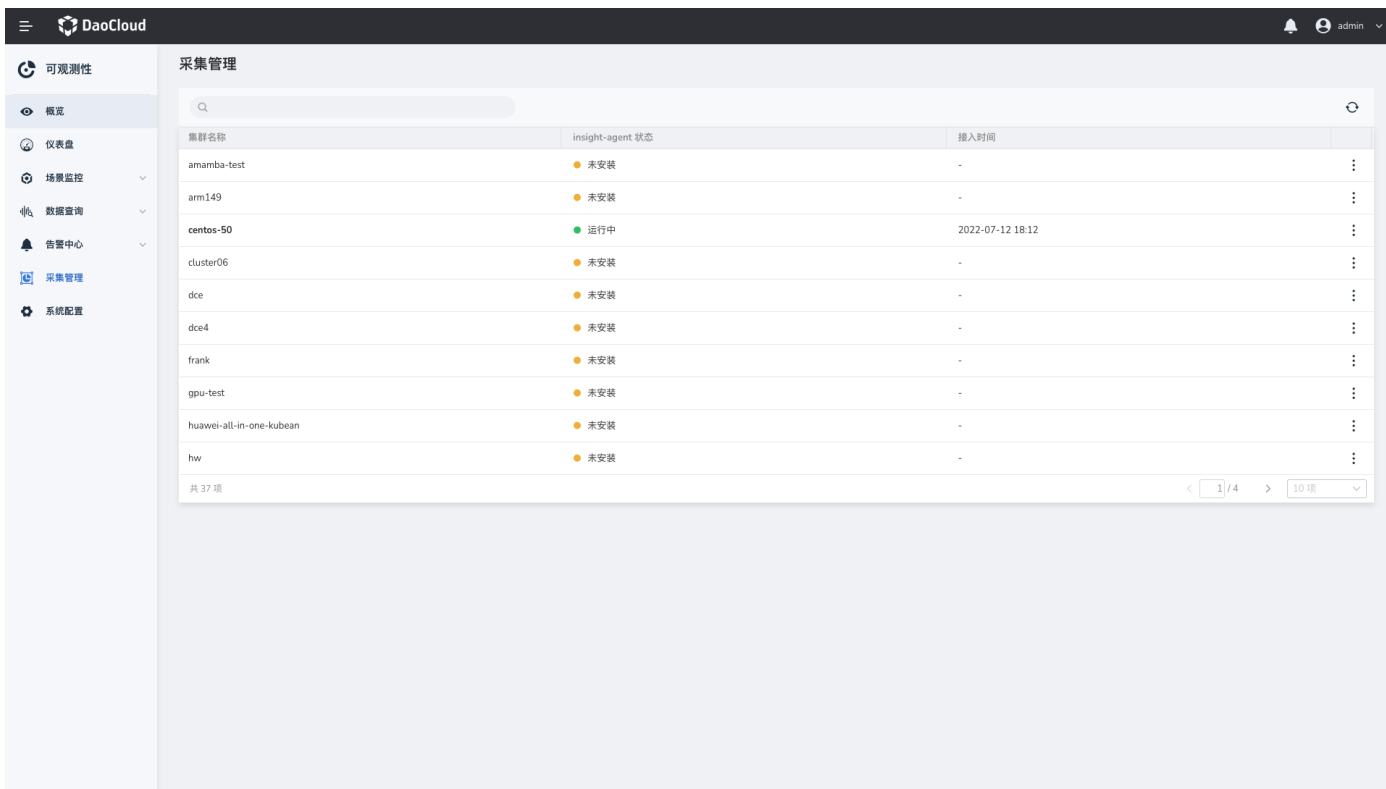 DaoCloud
admin
可观测性
概览
仪表盘
场景监控
数据查询
告警中心
采集管理
系统配置
采集管理
集群名称 insight-agent 状态 接入时间
amamba-test 未安装 -
arm149 未安装 -
centos-50 运行中 2022-07-12 18:12
cluster06 未安装 -
dce 未安装 -
dce4 未安装 -
frank 未安装 -
gpu-test 未安装 -
huawei-all-in-one-kubean 未安装 -
hw 未安装 -
共 37 项 1 / 4 10 项